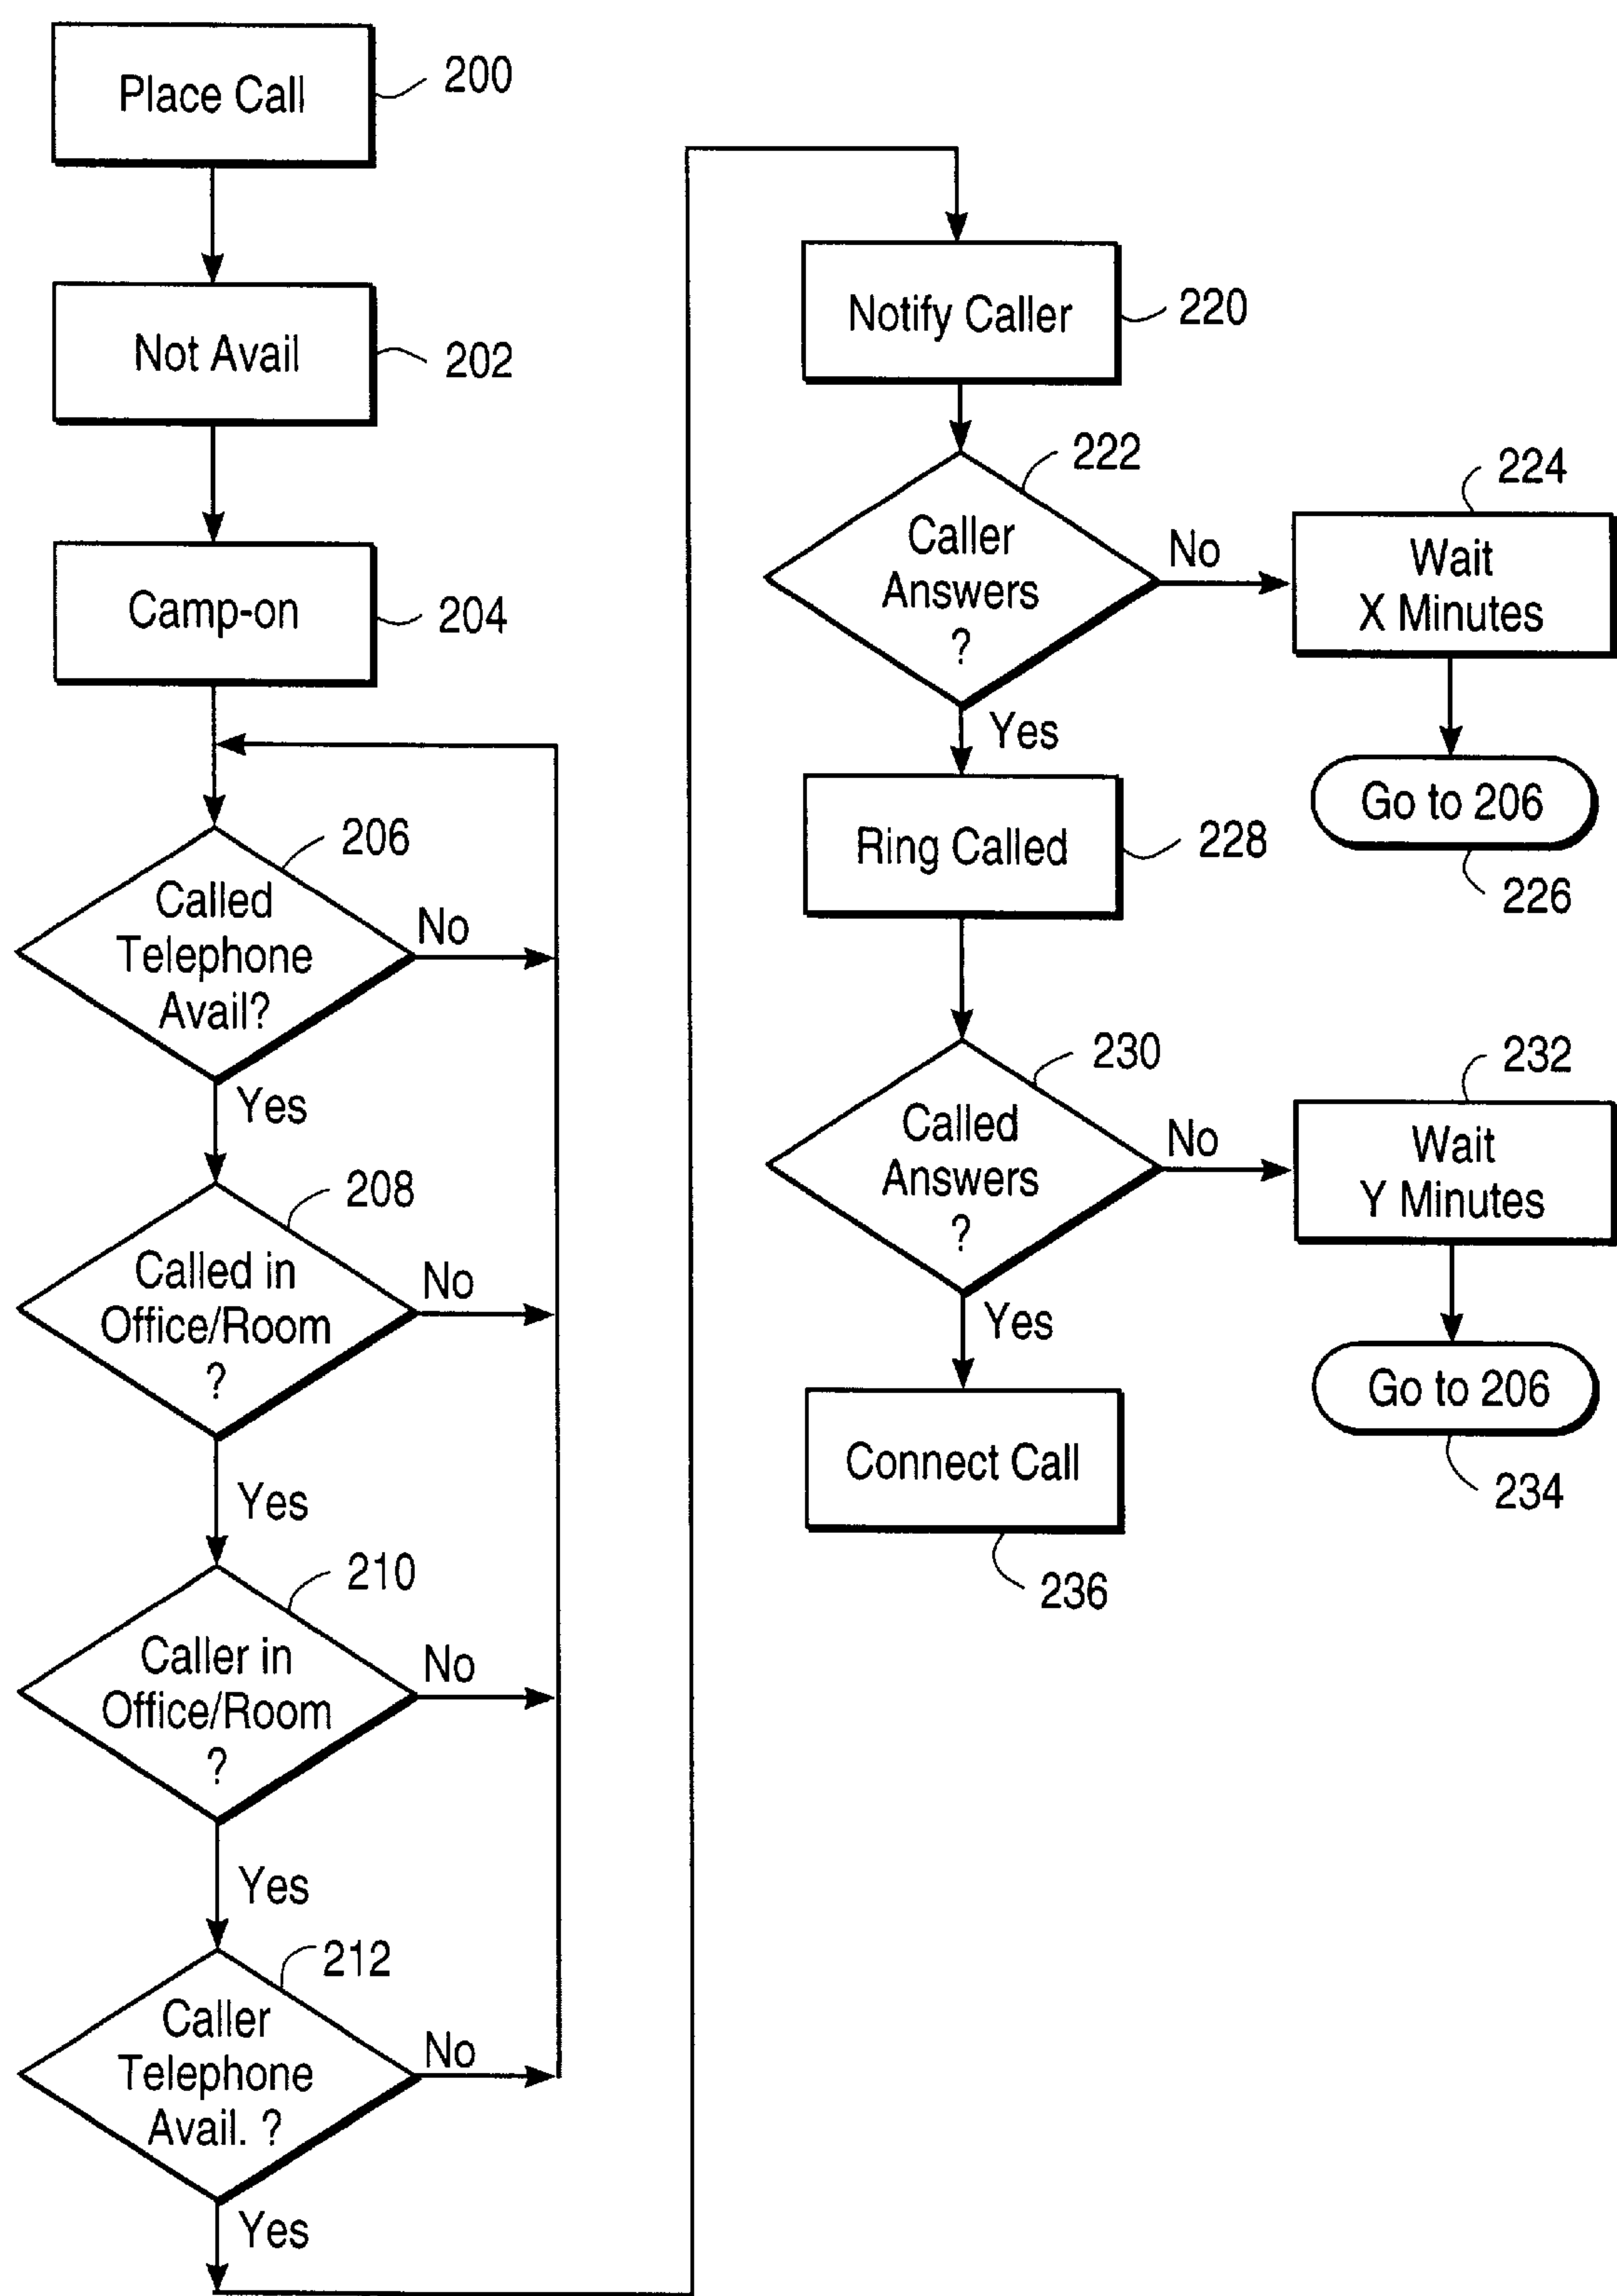 Place Call
200
Not Avail
202
Camp-on
204
206
Called
Telephone
Avail?
No
Yes
208
Called in
Office/Room
?
No
Yes
210
Caller in
Office/Room
?
No
Yes
212
Caller
Telephone
Avail. ?
No
Yes
Notify Caller
220
222
Caller
Answers
?
No
Yes
224
Wait
X Minutes
Go to 206
226
Ring Called
228
230
Called
Answers
?
No
Yes
232
Wait
Y Minutes
Go to 206
234
Connect Call
236